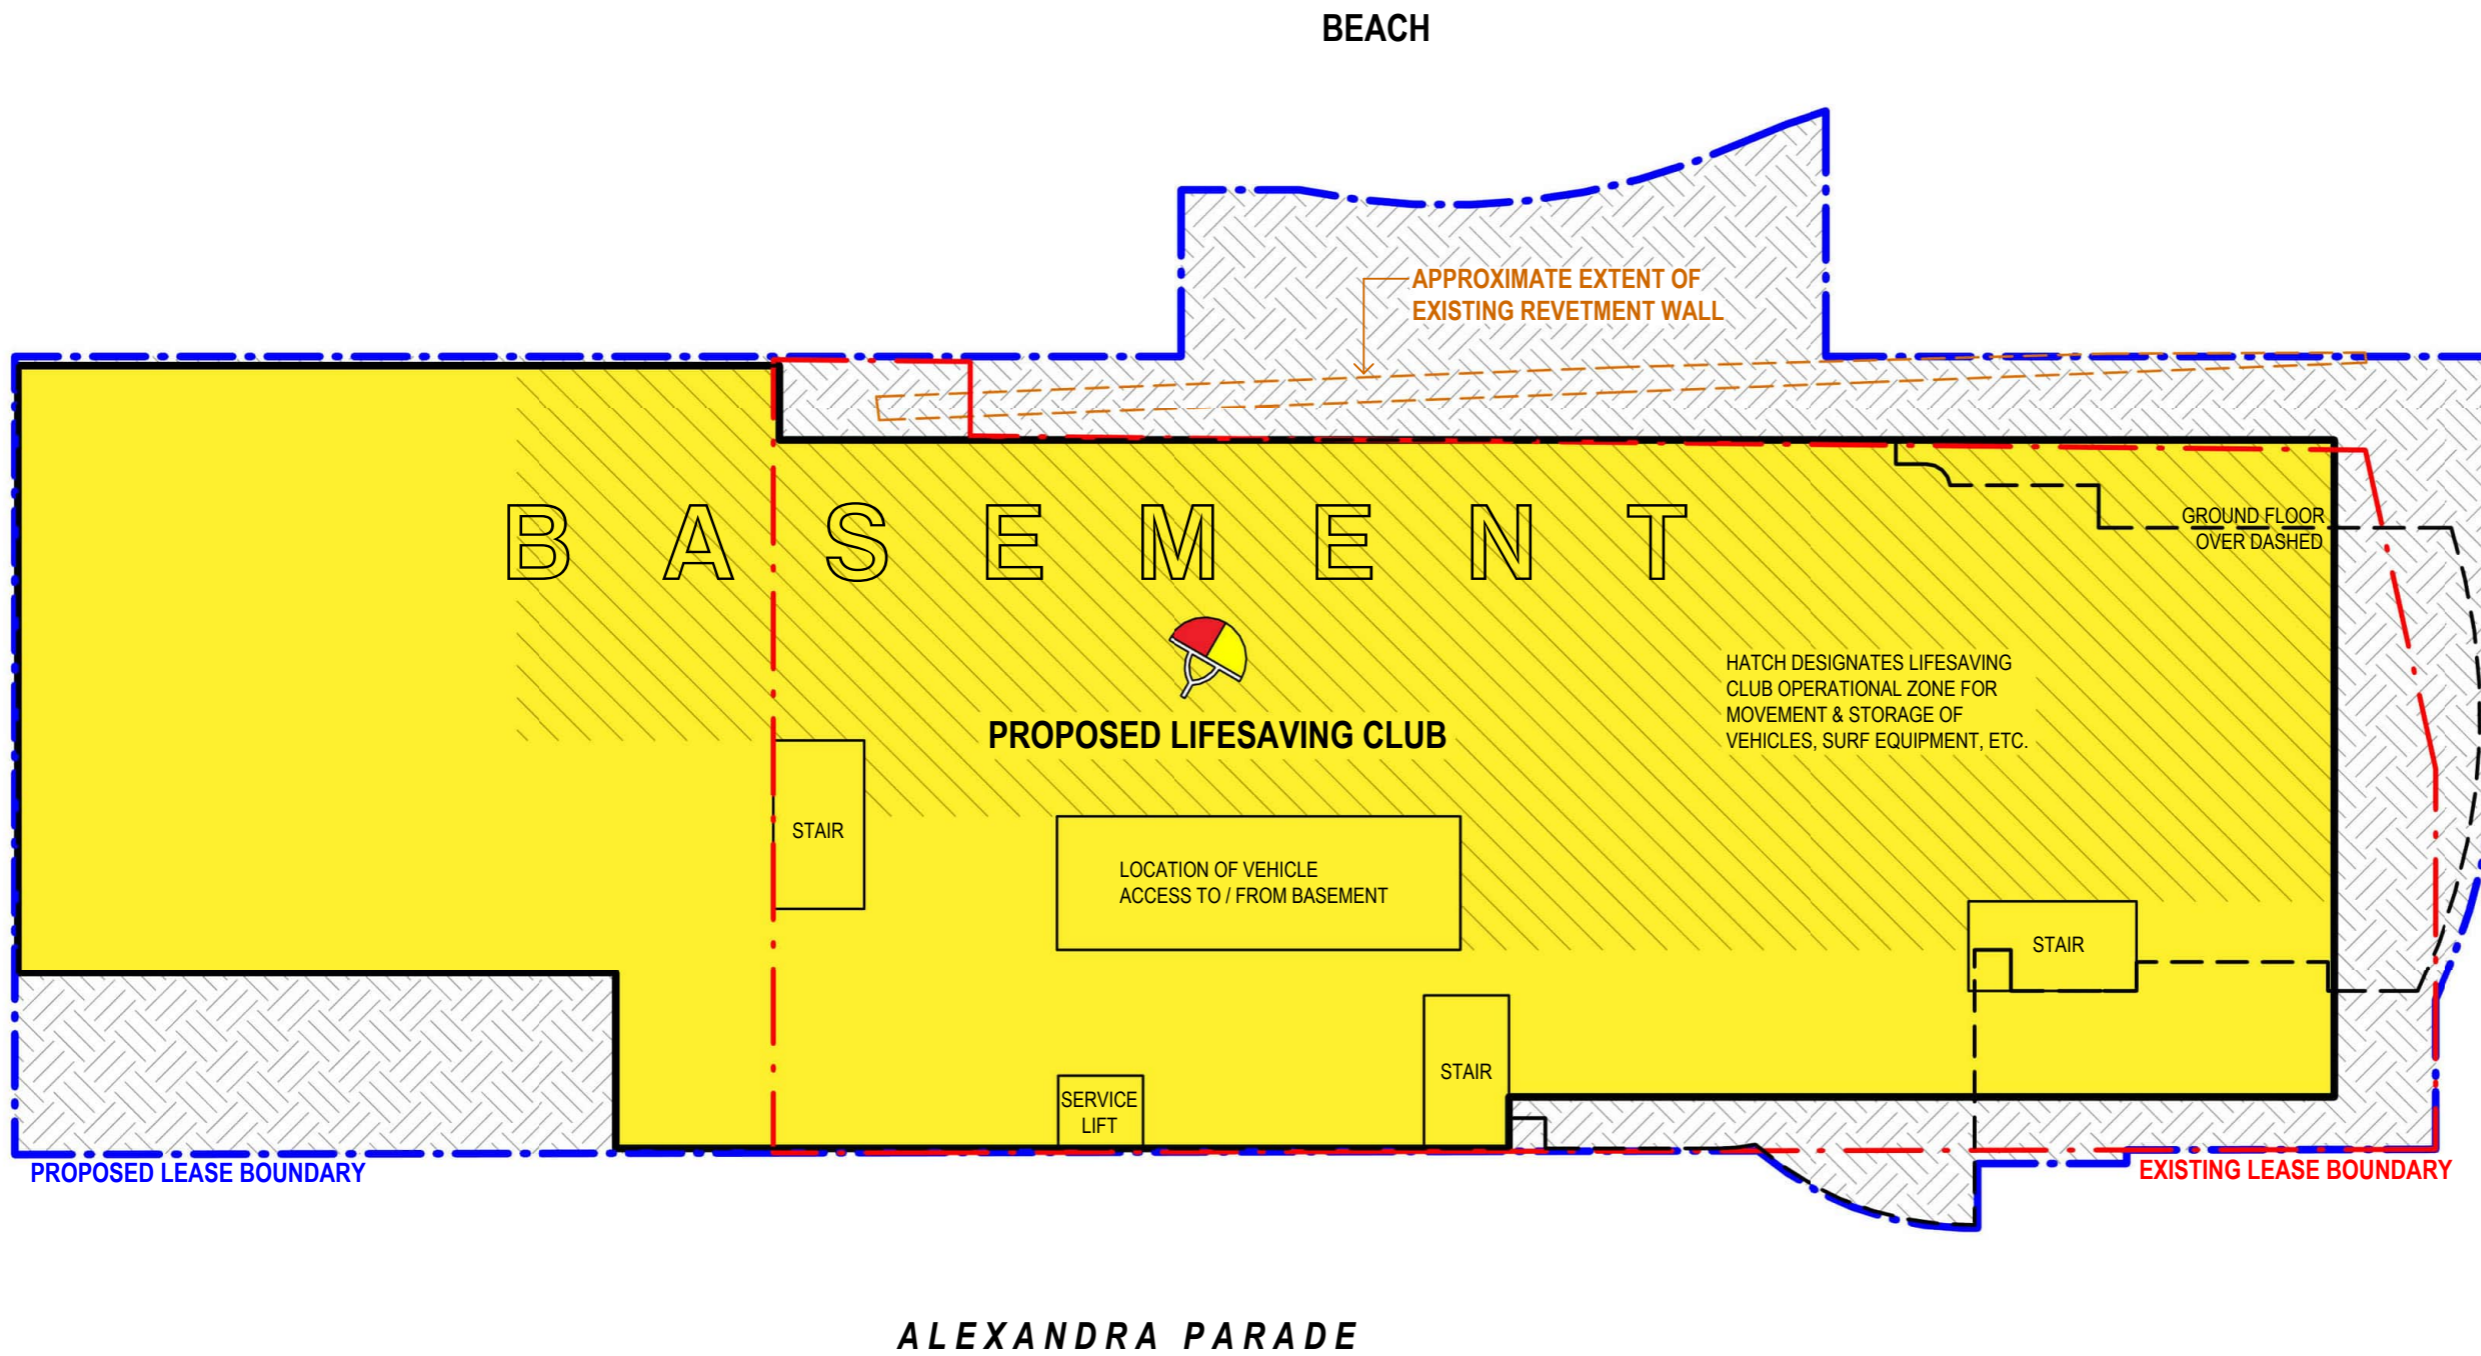 BEACH
APPROXIMATE EXTENT OF
EXISTING REVETMENT WALL
BASEMENT
GROUND FLOOR
OVER DASHED
HATCH DESIGNATES LIFESAVING
CLUB OPERATIONAL ZONE FOR
MOVEMENT & STORAGE OF
VEHICLES, SURF EQUIPMENT, ETC.
PROPOSED LIFESAVING CLUB
STAIR
LOCATION OF VEHICLE
ACCESS TO / FROM BASEMENT
STAIR
STAIR
SERVICE
LIFT
PROPOSED LEASE BOUNDARY
EXISTING LEASE BOUNDARY
ALEXANDRA PARADE